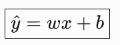 ŷ = wx + b